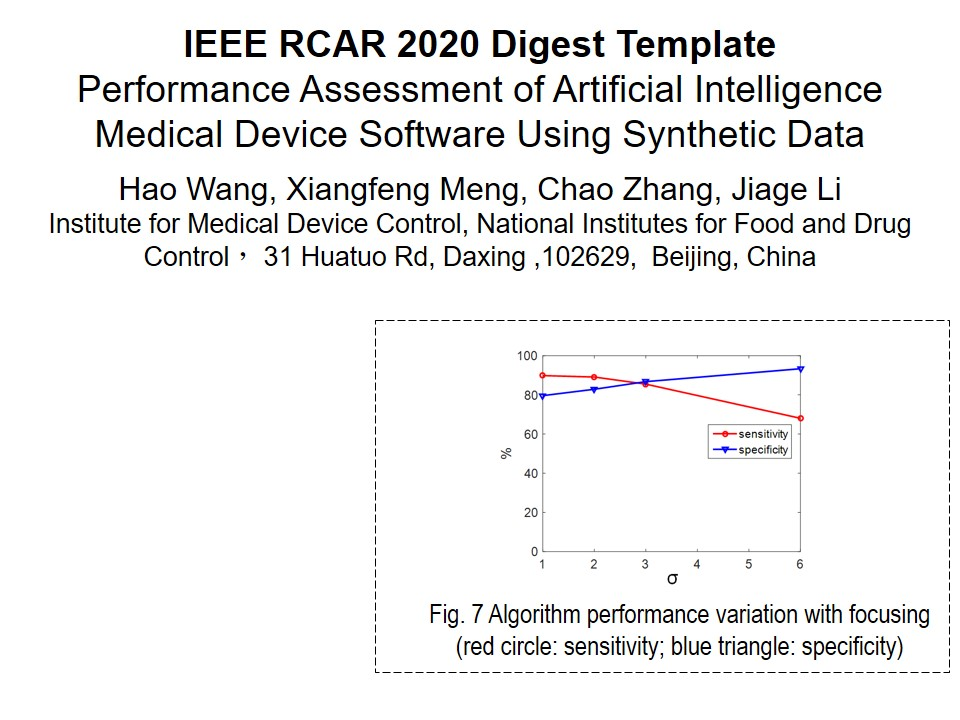 IEEE RCAR 2020 Digest Template
Performance Assessment of Artificial Intelligence
Medical Device Software Using Synthetic Data
Hao Wang, Xiangfeng Meng, Chao Zhang, Jiage Li
Institute for Medical Device Control, National Institutes for Food and Drug
Control， 31 Huatuo Rd, Daxing ,102629, Beijing, China
100
80
60
40
20
0
%
sensitivity
specificity
1 2 3 4 5 6
σ
Fig. 7 Algorithm performance variation with focusing
(red circle: sensitivity; blue triangle: specificity)